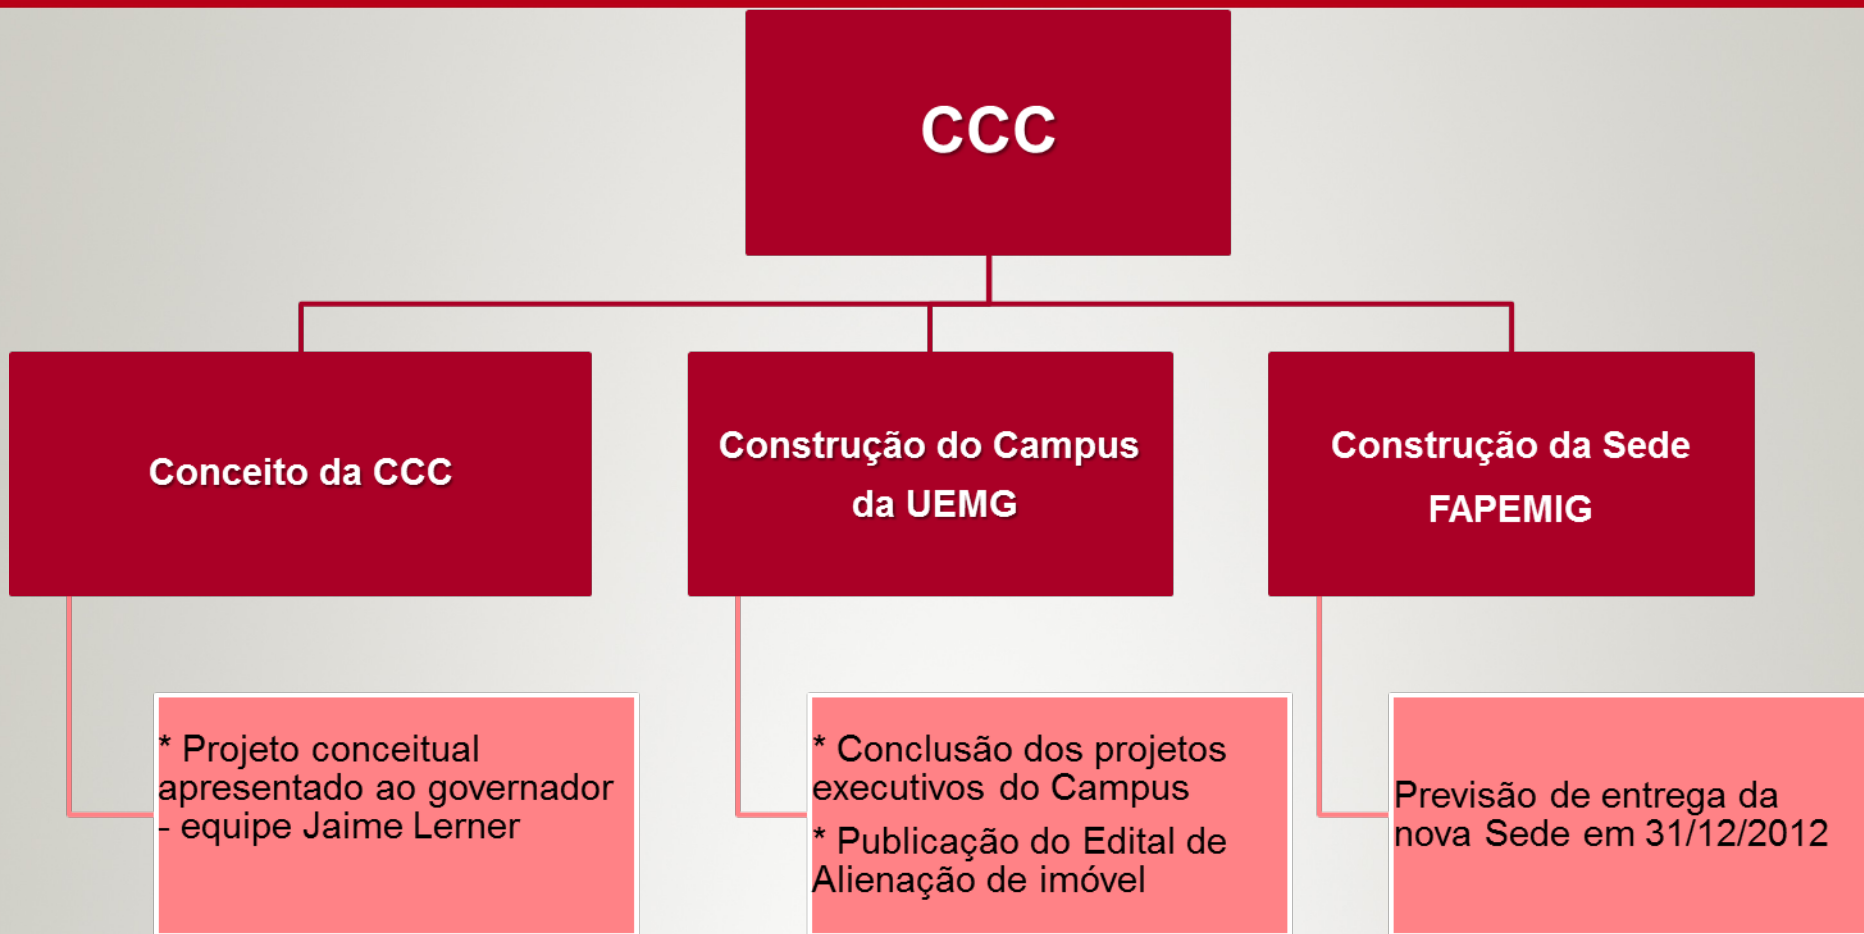 CCC
Conceito da CCC
Construção do Campus
da UEMG
Construção da Sede
FAPEMIG
* Projeto conceitual
apresentado ao governador
- equipe Jaime Lerner
* Conclusão dos projetos
executivos do Campus
* Publicação do Edital de
Alienação de imóvel
Previsão de entrega da
nova Sede em 31/12/2012